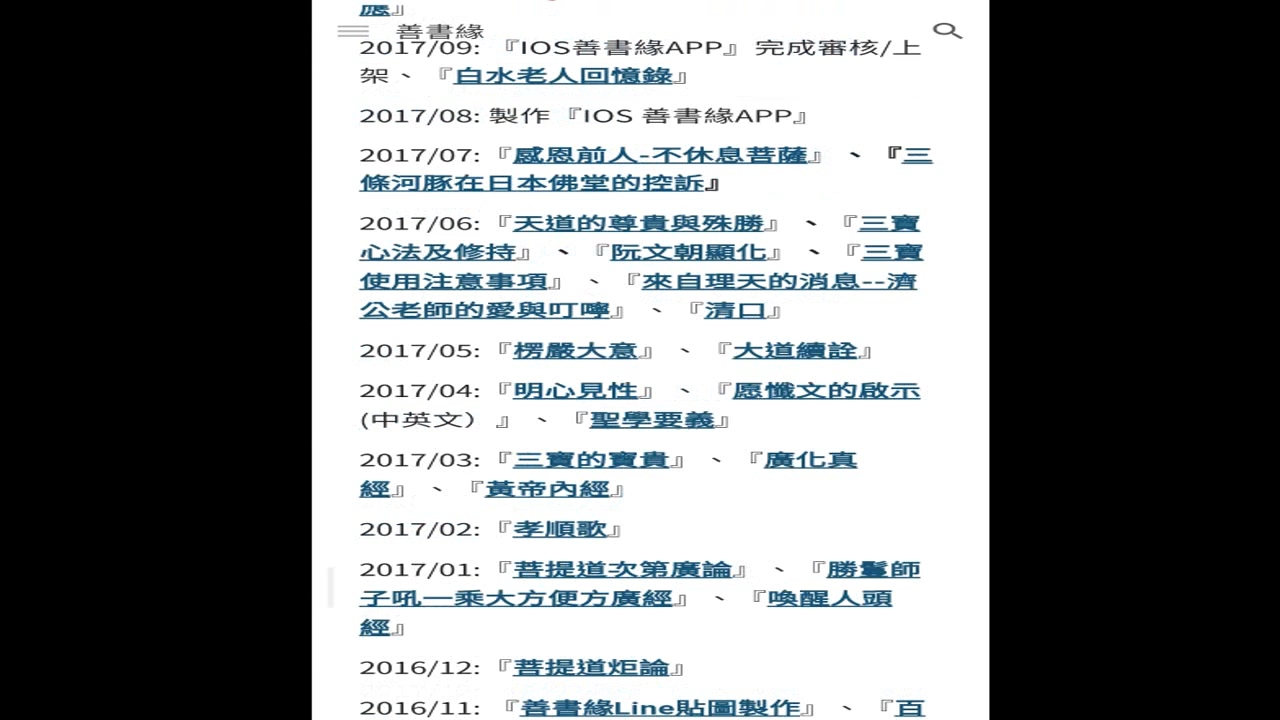 應』
善書緣
2017/09: 『IOS善書緣APP』 完成審核/上
架、 『白水老人回憶錄』
2017/08: 製作『IOS 善書緣APP』
2017/07: 『感恩前人-不休息菩薩』 、 『三
條河豚在日本佛堂的控訴』
2017/06: 『天道的尊貴與殊勝』 、 『三寶
心法及修持』 、 『阮文朝顯化』 、 『三寶
使用注意事項』 、 『來自理天的消息--濟
公老師的愛與叮嚀』 、 『清口』
2017/05: 『楞嚴大意』 、 『大道續詮』
2017/04: 『明心見性』 、 『愿懺文的啟示
(中英文） 』 、 『聖學要義』
2017/03: 『三寶的寶貴』 、 『廣化真
經』 、 『黃帝內經』
2017/02: 『孝順歌』
2017/01: 『菩提道次第廣論』 、 『勝鬘師
子吼一乘大方便方廣經』 、 『喚醒人頭
經』
2016/12: 『菩提道炬論』
2016/11: 『善書緣Line貼圖製作』 、 『百